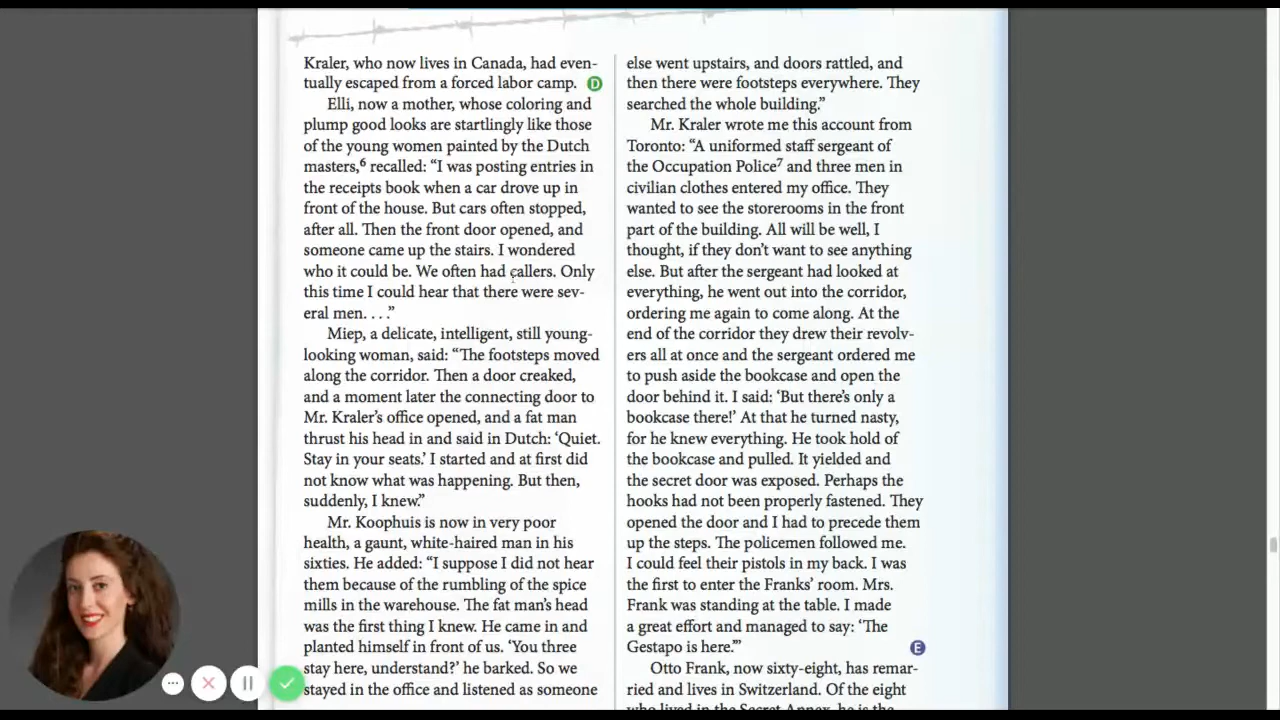 Kraler, who now lives in Canada, had even-
tually escaped from a forced labor camp. D
Elli, now a mother, whose coloring and
plump good looks are startlingly like those
of the young women painted by the Dutch
masters,⁶ recalled: “I was posting entries in
the receipts book when a car drove up in
front of the house. But cars often stopped,
after all. Then the front door opened, and
someone came up the stairs. I wondered
who it could be. We often had callers. Only
this time I could hear that there were sev-
eral men. . . .”
Miep, a delicate, intelligent, still young-
looking woman, said: “The footsteps moved
along the corridor. Then a door creaked,
and a moment later the connecting door to
Mr. Kraler’s office opened, and a fat man
thrust his head in and said in Dutch: ‘Quiet.
Stay in your seats.’ I started and at first did
not know what was happening. But then,
suddenly, I knew.”
Mr. Koophuis is now in very poor
health, a gaunt, white-haired man in his
sixties. He added: “I suppose I did not hear
them because of the rumbling of the spice
mills in the warehouse. The fat man’s head
was the first thing I knew. He came in and
planted himself in front of us. ‘You three
stay here, understand?’ he barked. So we
stayed in the office and listened as someone
else went upstairs, and doors rattled, and
then there were footsteps everywhere. They
searched the whole building.”
Mr. Kraler wrote me this account from
Toronto: “A uniformed staff sergeant of
the Occupation Police⁷ and three men in
civilian clothes entered my office. They
wanted to see the storerooms in the front
part of the building. All will be well, I
thought, if they don’t want to see anything
else. But after the sergeant had looked at
everything, he went out into the corridor,
ordering me again to come along. At the
end of the corridor they drew their revolv-
ers all at once and the sergeant ordered me
to push aside the bookcase and open the
door behind it. I said: ‘But there’s only a
bookcase there!’ At that he turned nasty,
for he knew everything. He took hold of
the bookcase and pulled. It yielded and
the secret door was exposed. Perhaps the
hooks had not been properly fastened. They
opened the door and I had to precede them
up the steps. The policemen followed me.
I could feel their pistols in my back. I was
the first to enter the Franks’ room. Mrs.
Frank was standing at the table. I made
a great effort and managed to say: ‘The
Gestapo is here.’” E
Otto Frank, now sixty-eight, has remar-
ried and lives in Switzerland. Of the eight
who lived in the Secret Annex, he is the